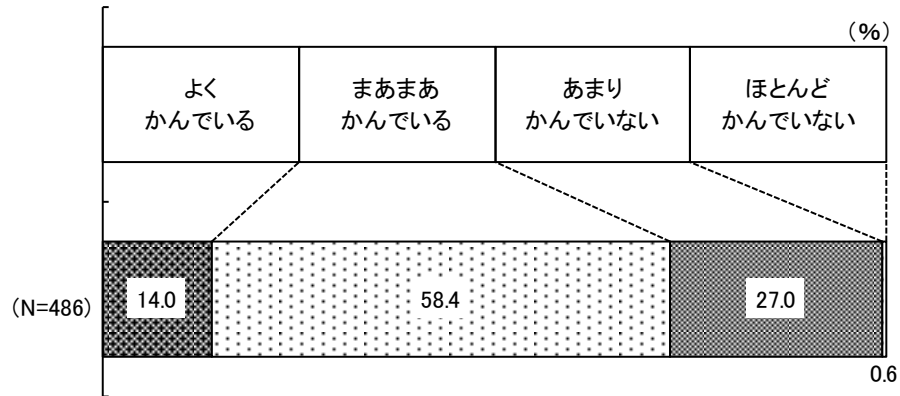 (%)
よく
かんでいる
まあまあ
かんでいる
あまり
かんでいない
ほとんど
かんでいない
(N=486)
14.0
58.4
27.0
0.6